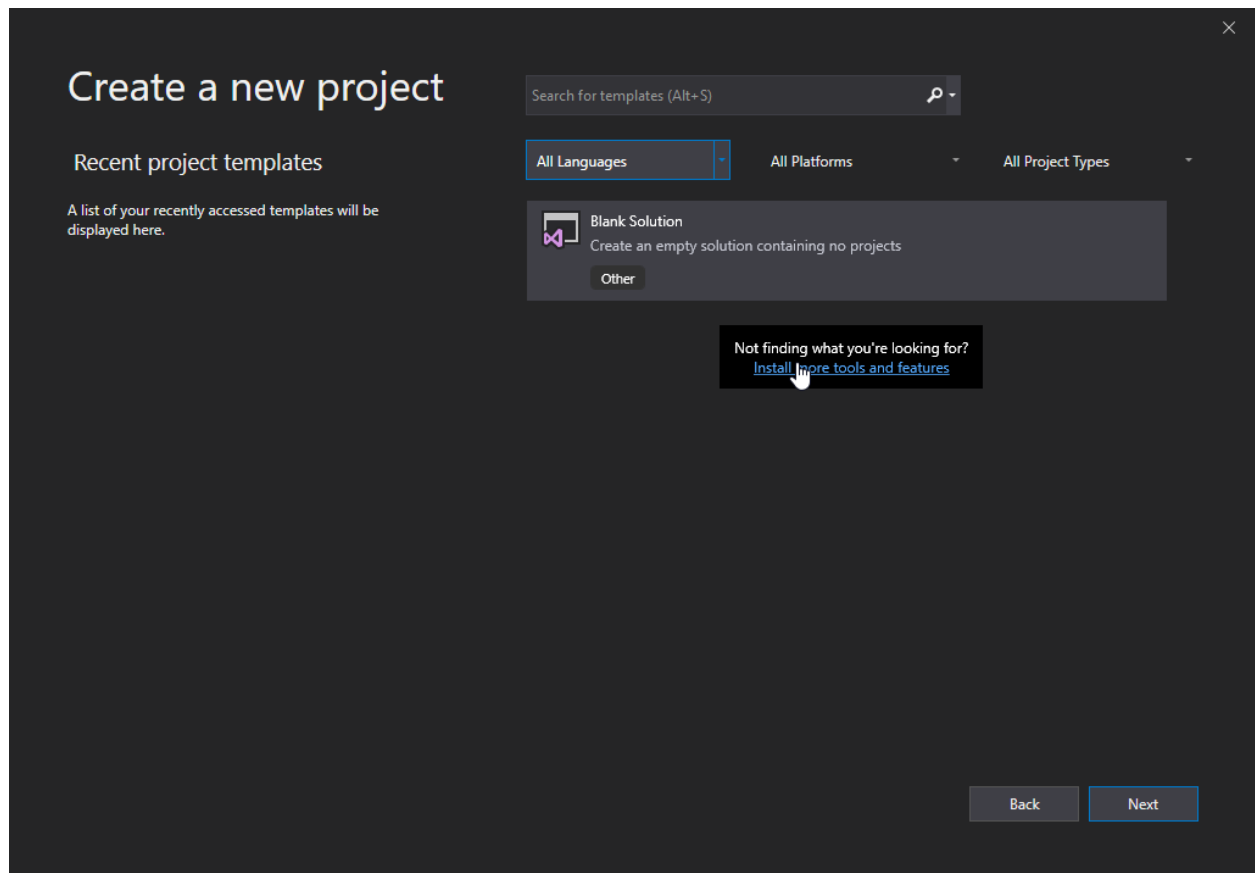 Create a new project
Search for templates (Alt+S)
Recent project templates
All Languages
All Platforms
All Project Types
A list of your recently accessed templates will be
displayed here.
Blank Solution
Create an empty solution containing no projects
Other
Not finding what you're looking for?
Install more tools and features
Back
Next